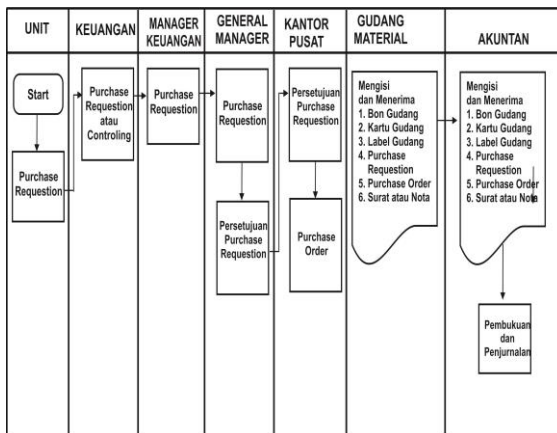 UNIT
KEUANGAN
MANAGER
KEUANGAN
GENERAL
MANAGER
KANTOR
PUSAT
GUDANG
MATERIAL
AKUNTAN
Start
Purchase
Requestion
Purchase
Requestion
atau
Controling
Purchase
Requestion
Purchase
Requestion
Persetujuan
Purchase
Requestion
Persetujuan
Purchase
Requestion
Purchase
Order
Mengisi
dan Menerima
1. Bon Gudang
2. Kartu Gudang
3. Label Gudang
4. Purchase
Requestion
5. Purchase Order
6. Surat atau Nota
Mengisi
dan Menerima
1. Bon Gudang
2. Kartu Gudang
3. Label Gudang
4. Purchase
Requestion
5. Purchase Order
6. Surat atau Nota
Pembukuan
dan
Penjurnalan